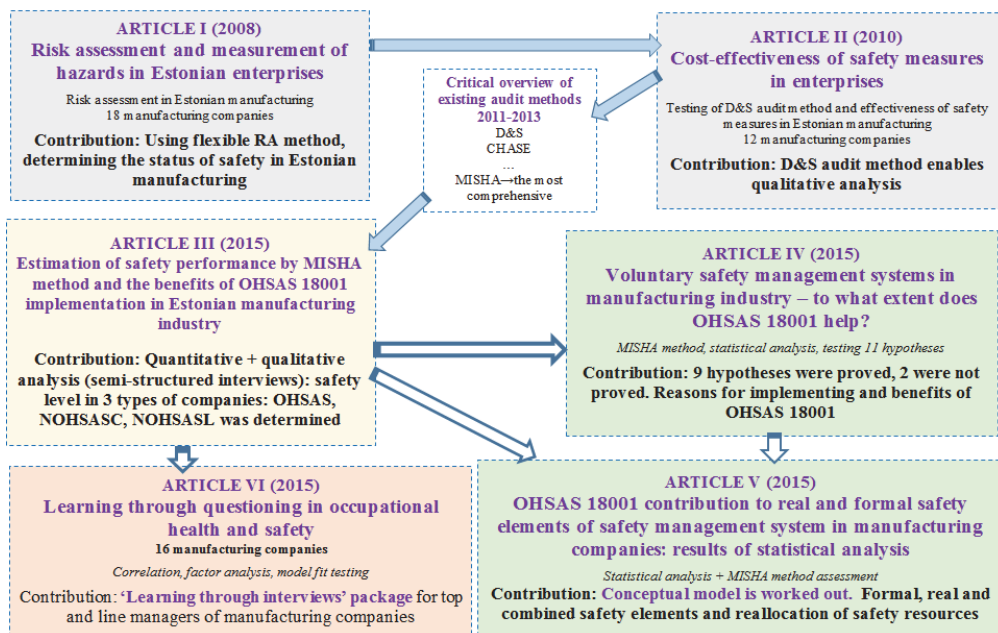 ARTICLE I (2008)
Risk assessment and measurement of
hazards in Estonian enterprises
Risk assessment in Estonian manufacturing
18 manufacturing companies
Contribution: Using flexible RA method,
determining the status of safety in Estonian
manufacturing
ARTICLE II (2010)
Cost-effectiveness of safety measures
in enterprises
Testing of D&S audit method and effectiveness of safety
measures in Estonian manufacturing
12 manufacturing companies
Contribution: D&S audit method enables
qualitative analysis
Critical overview of
existing audit methods
2011-2013
D&S
CHASE
...
MISHA→the most
comprehensive
ARTICLE III (2015)
Estimation of safety performance by MISHA
method and the benefits of OHSAS 18001
implementation in Estonian manufacturing
industry
Contribution: Quantitative + qualitative
analysis (semi-structured interviews): safety
level in 3 types of companies: OHSAS,
NOHSASC, NOHSASL was determined
ARTICLE IV (2015)
Voluntary safety management systems in
manufacturing industry – to what extent does
OHSAS 18001 help?
MISHA method, statistical analysis, testing 11 hypotheses
Contribution: 9 hypotheses were proved, 2 were not
proved. Reasons for implementing and benefits of
OHSAS 18001
ARTICLE VI (2015)
Learning through questioning in occupational
health and safety
16 manufacturing companies
Correlation, factor analysis, model fit testing
Contribution: ‘Learning through interviews’ package for top
and line managers of manufacturing companies
ARTICLE V (2015)
OHSAS 18001 contribution to real and formal safety
elements of safety management system in manufacturing
companies: results of statistical analysis
Statistical analysis + MISHA method assessment
Contribution: Conceptual model is worked out. Formal, real and
combined safety elements and reallocation of safety resources